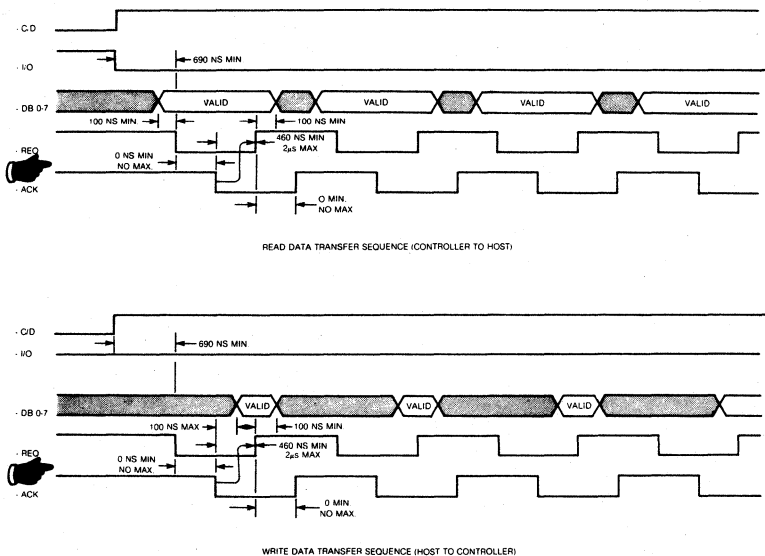 - C/D
- I/O
690 NS MIN
- DB 0-7
VALID VALID VALID VALID
100 NS MIN 100 NS MIN
- REQ
460 NS MIN
2µs MAX
0 NS MIN
NO MAX
- ACK
O MIN.
NO MAX
READ DATA TRANSFER SEQUENCE (CONTROLLER TO HOST)
- C/D
- I/O
690 NS MIN
- DB 0-7
VALID VALID VALID
100 NS MAX 100 NS MIN
- REQ
460 NS MIN
2µs MAX
0 NS MIN
NO MAX.
- ACK
0 MIN.
NO MAX.
WRITE DATA TRANSFER SEQUENCE (HOST TO CONTROLLER)